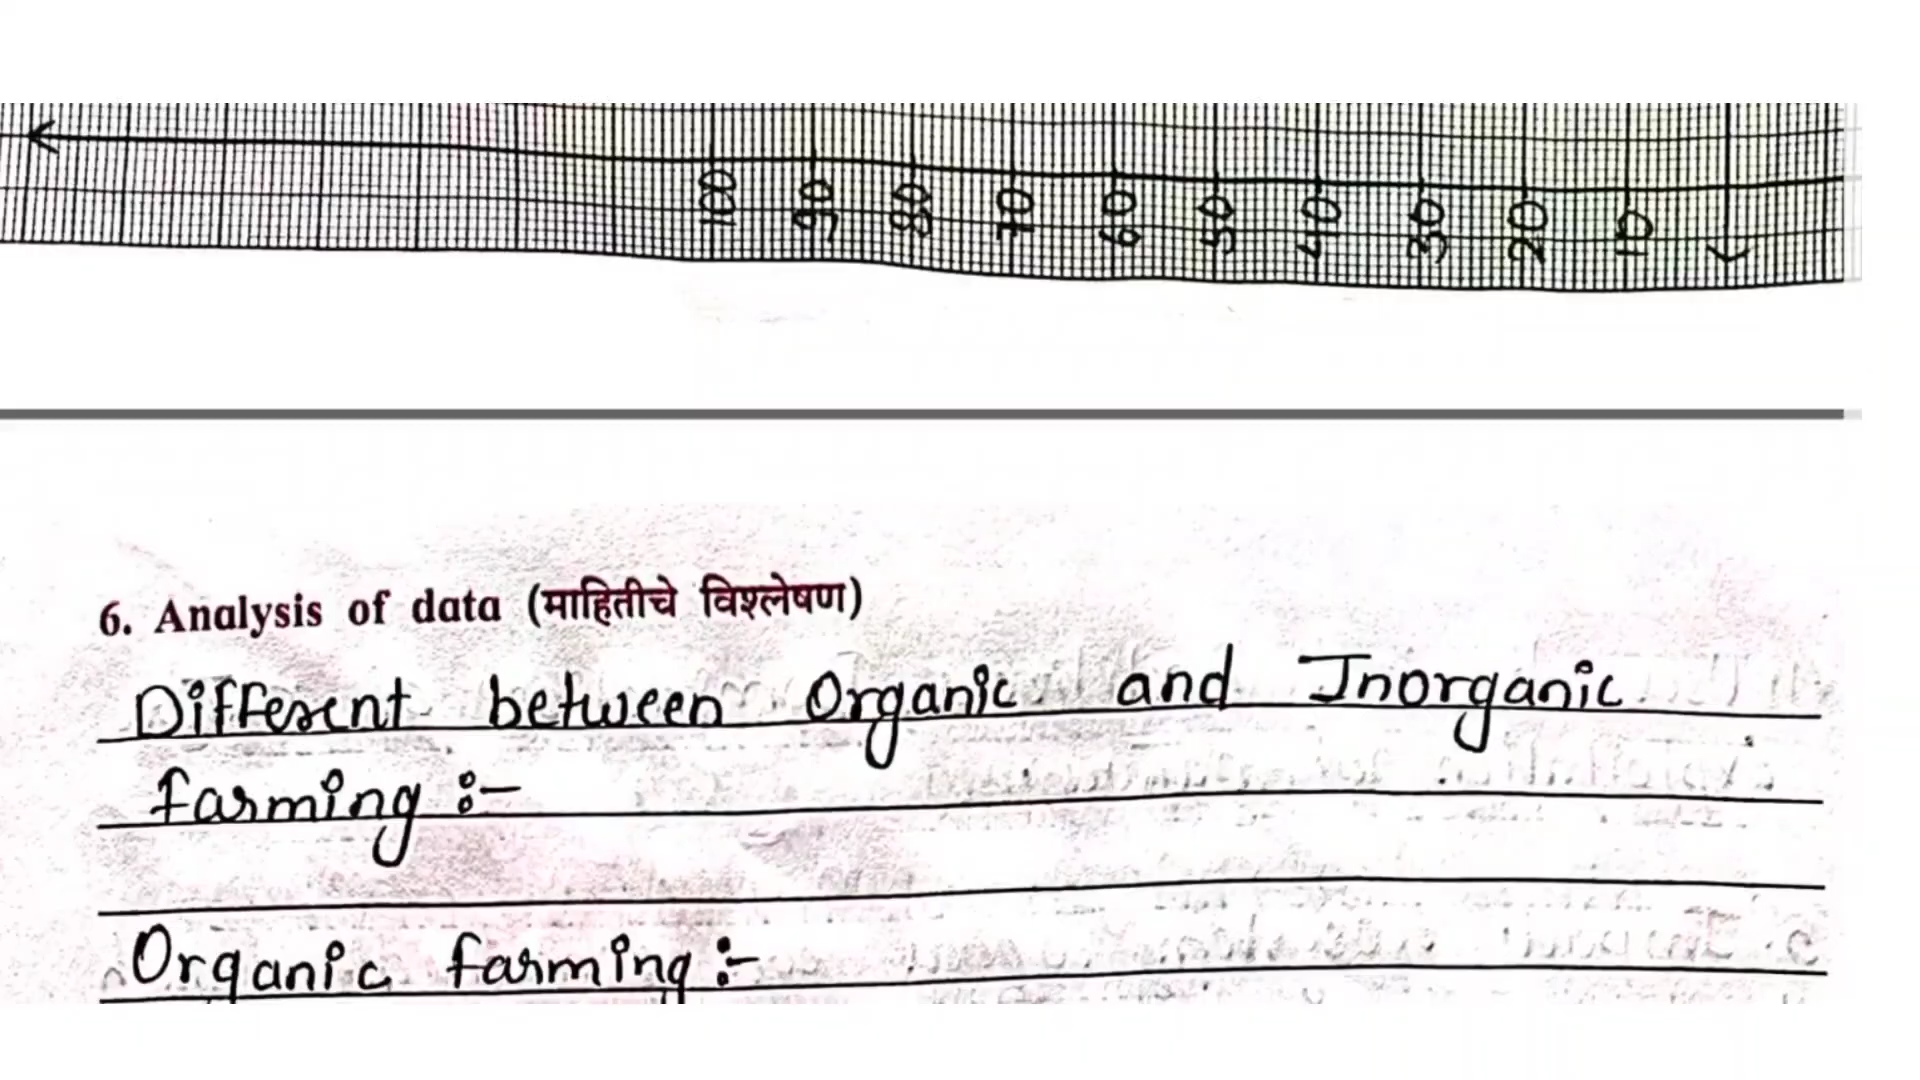 100 90 80 70 60 50 40 30 20 10
6. Analysis of data (माहितीचे विश्लेषण)
Different between Organic and Inorganic
farming :-
Organic farming :-